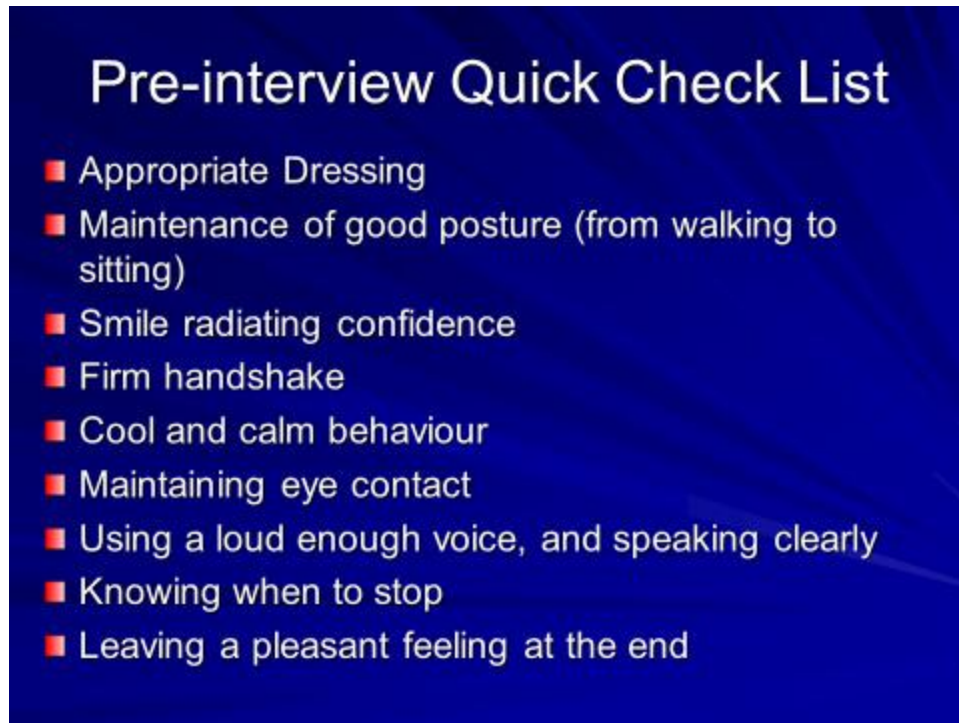 Pre-interview Quick Check List
Appropriate Dressing
Maintenance of good posture (from walking to
sitting)
Smile radiating confidence
Firm handshake
Cool and calm behaviour
Maintaining eye contact
Using a loud enough voice, and speaking clearly
Knowing when to stop
Leaving a pleasant feeling at the end